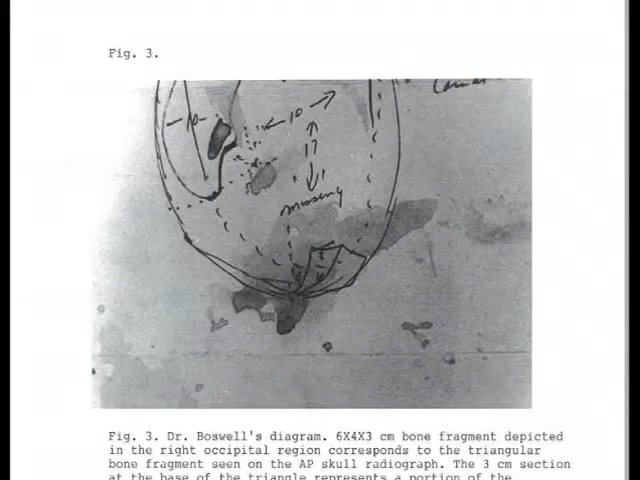 Fig. 3.
10
10
17
missing
Fig. 3. Dr. Boswell's diagram. 6X4X3 cm bone fragment depicted
in the right occipital region corresponds to the triangular
bone fragment seen on the AP skull radiograph. The 3 cm section
at the base of the triangle represents a portion of the